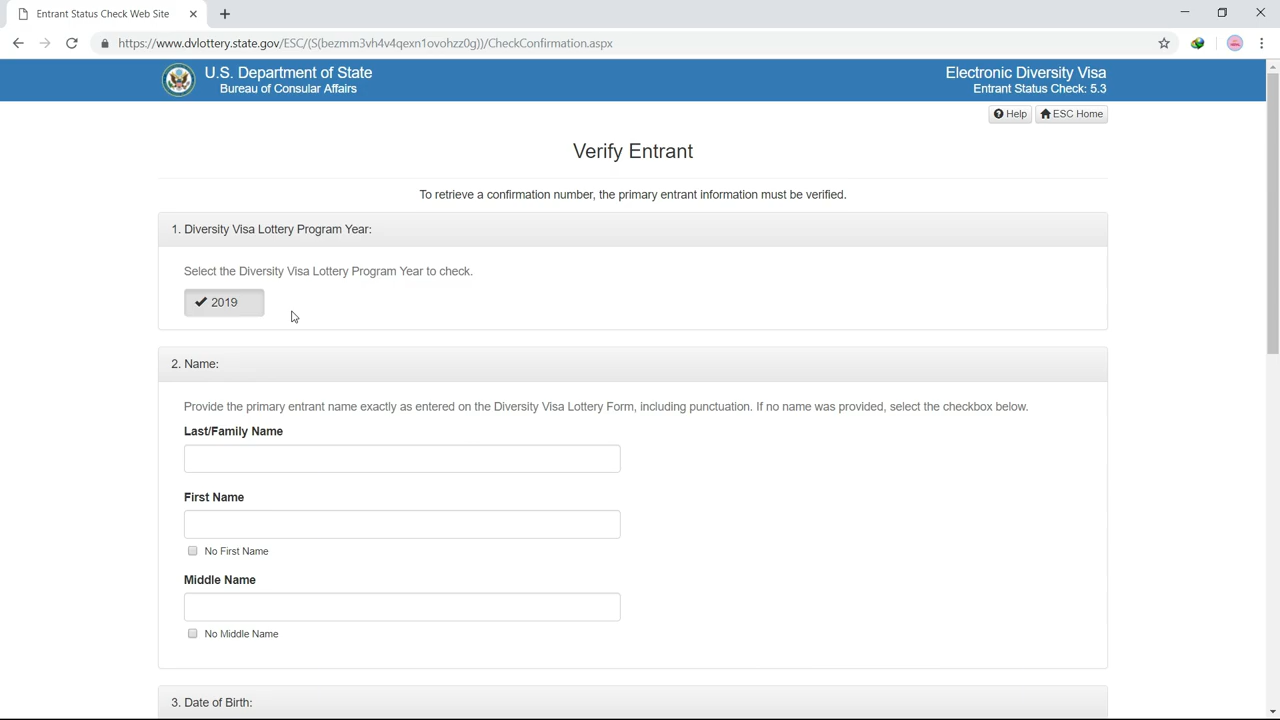 Entrant Status Check Web Site
https://www.dvlottery.state.gov/ESC/(S(bezmm3vh4v4qexn1ovohzz0g))/CheckConfirmation.aspx
U.S. Department of State
Bureau of Consular Affairs
Electronic Diversity Visa
Entrant Status Check: 5.3
Help
ESC Home
Verify Entrant
To retrieve a confirmation number, the primary entrant information must be verified.
1. Diversity Visa Lottery Program Year:
Select the Diversity Visa Lottery Program Year to check.
2019
2. Name:
Provide the primary entrant name exactly as entered on the Diversity Visa Lottery Form, including punctuation. If no name was provided, select the checkbox below.
Last/Family Name
First Name
No First Name
Middle Name
No Middle Name
3. Date of Birth: